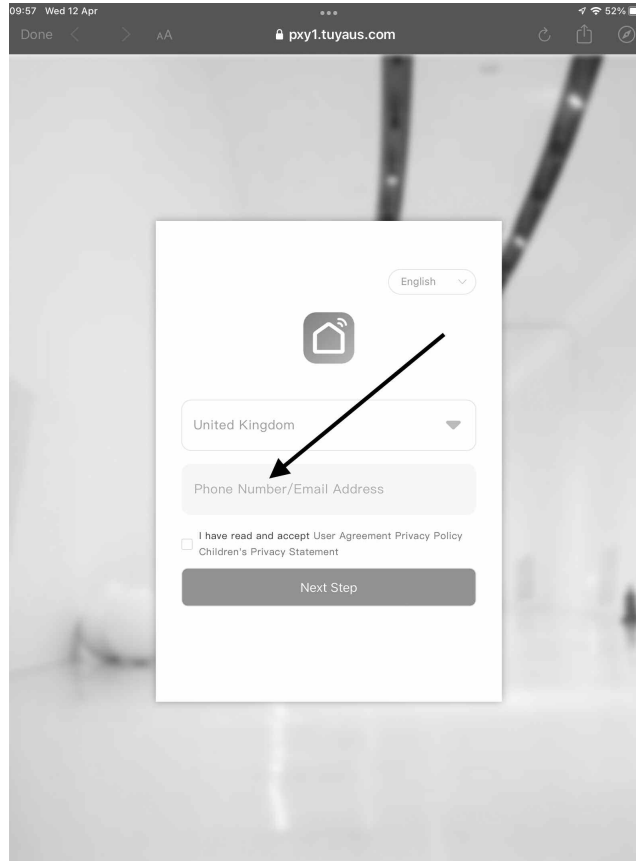 09:57 Wed 12 Apr
52%
Done
AA
pxy1.tuyaus.com
English
United Kingdom
Phone Number/Email Address
I have read and accept User Agreement Privacy Policy
Children's Privacy Statement
Next Step